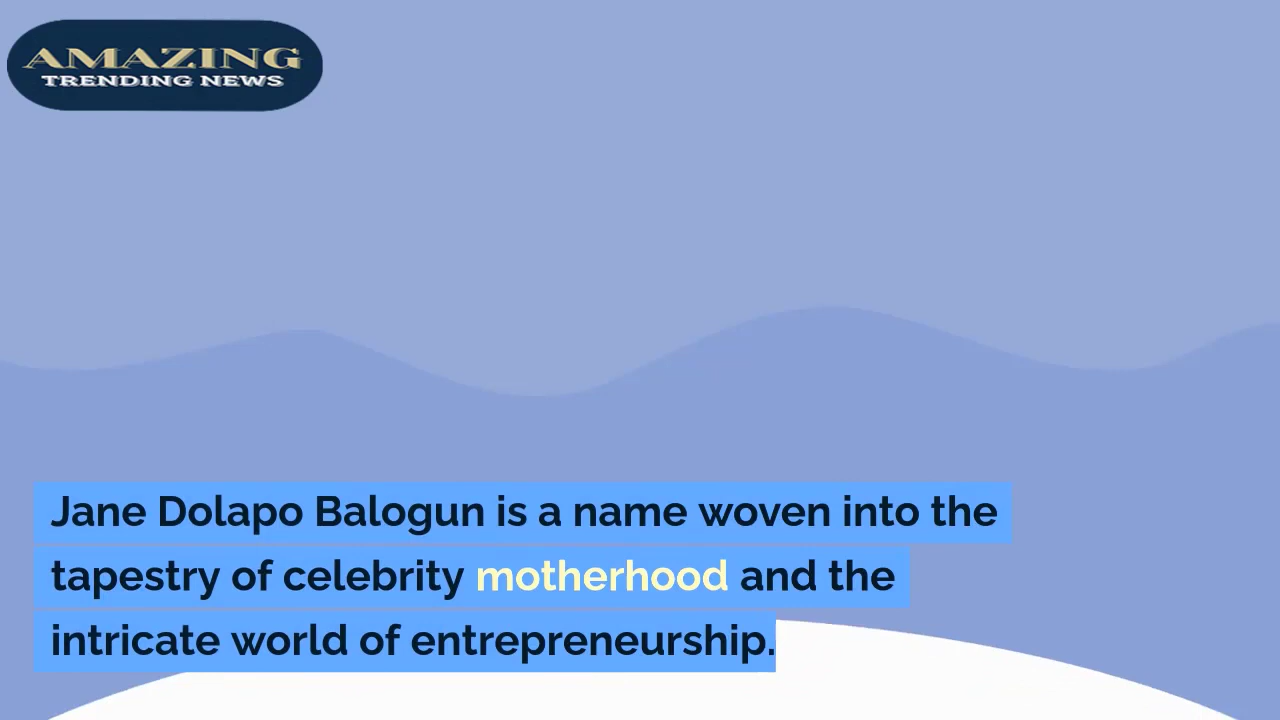 AMAZING
TRENDING NEWS
Jane Dolapo Balogun is a name woven into the
tapestry of celebrity motherhood and the
intricate world of entrepreneurship.